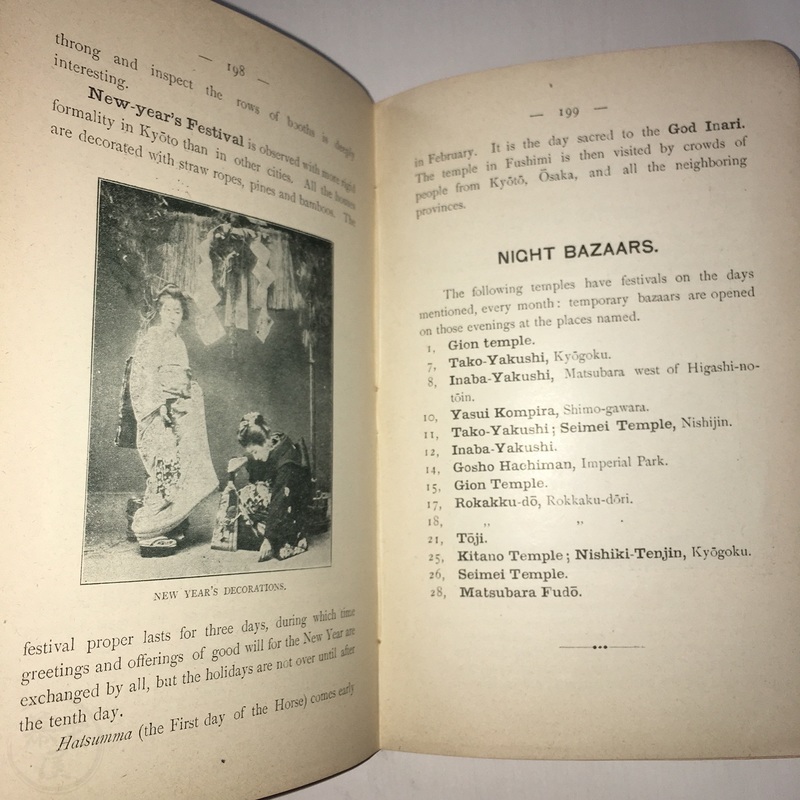 — 198 —
throng and inspect the rows of booths is deeply
interesting.
New-year's Festival is observed with more rigid
formality in Kyōto than in other cities. All the homes
are decorated with straw ropes, pines and bamboos. The
NEW YEAR'S DECORATIONS.
festival proper lasts for three days, during which time
greetings and offerings of good will for the New Year are
exchanged by all, but the holidays are not over until after
the tenth day.
Hatsumma (the First day of the Horse) comes early
— 199 —
in February. It is the day sacred to the God Inari.
The temple in Fushimi is then visited by crowds of
people from Kyōtō, Ōsaka, and all the neighboring
provinces.
NIGHT BAZAARS.
The following temples have festivals on the days
mentioned, every month: temporary bazaars are opened
on those evenings at the places named.
1, Gion temple.
7, Tako-Yakushi, Kyōgoku.
8, Inaba-Yakushi, Matsubara west of Higashi-no-
tōin.
10, Yasui Kompira, Shimo-gawara.
11, Tako-Yakushi; Seimei Temple, Nishijin.
12, Inaba-Yakushi.
14, Gosho Hachiman, Imperial Park.
15, Gion Temple.
17, Rokakku-dō, Rokkaku-dōri.
18, „ „ .
21, Tōji.
25, Kitano Temple; Nishiki-Tenjin, Kyōgoku.
26, Seimei Temple.
28, Matsubara Fudō.